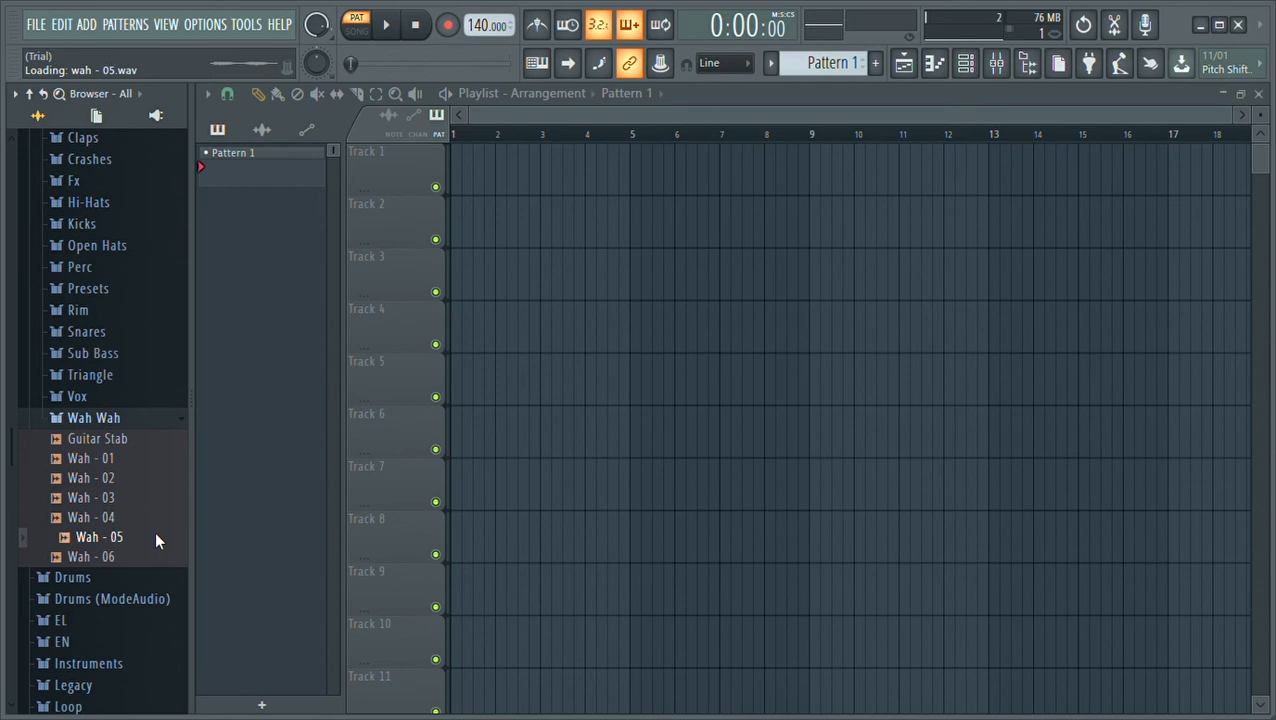 FILE EDIT ADD PATTERNS VIEW OPTIONS TOOLS HELP
PAT
SONG
140.000
3.2.
0:00:00
M:S:CS
2
76 MB
1
(Trial)
Loading: wah - 05.wav
Line
Pattern 1
+
11/01
Pitch Shift..
Browser - All
Playlist - Arrangement
Pattern 1
NOTE
CHAN
PAT
1 2 3 4 5 6 7 8 9 10 11 12 13 14 15 16 17 18
Claps
Crashes
Fx
Hi-Hats
Kicks
Open Hats
Perc
Presets
Rim
Snares
Sub Bass
Triangle
Vox
Wah Wah
Guitar Stab
Wah - 01
Wah - 02
Wah - 03
Wah - 04
Wah - 05
Wah - 06
Drums
Drums (ModeAudio)
EL
EN
Instruments
Legacy
Loop
Pattern 1
+
Track 1
...
Track 2
...
Track 3
...
Track 4
...
Track 5
...
Track 6
...
Track 7
...
Track 8
...
Track 9
...
Track 10
...
Track 11